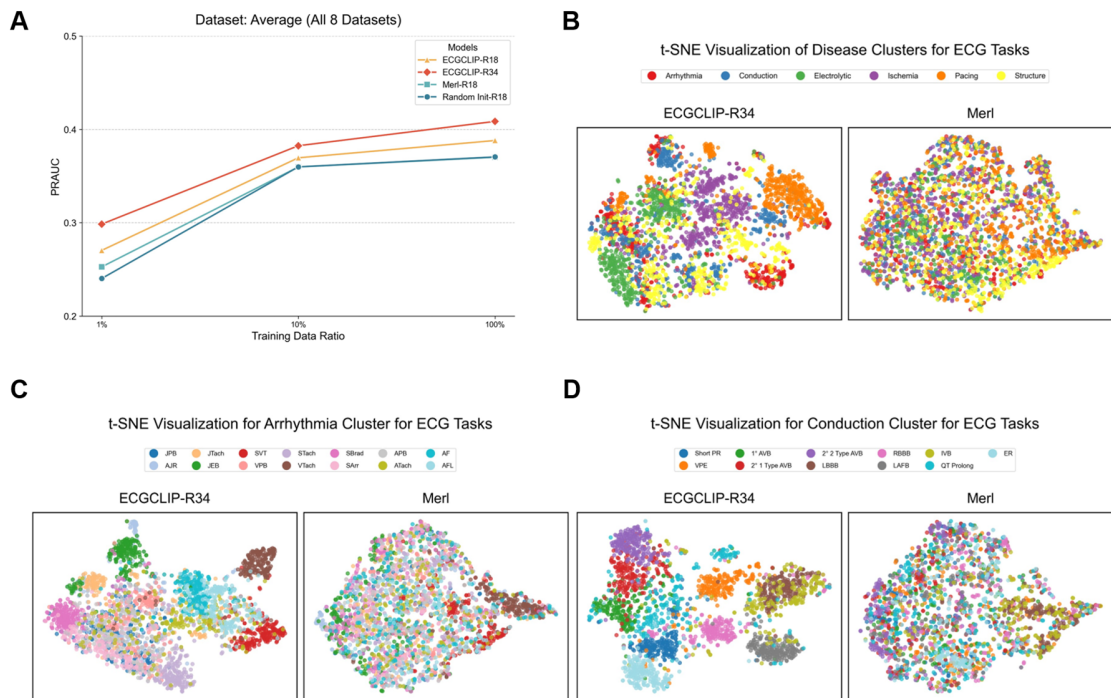 A
Dataset: Average (All 8 Datasets)
0.5
0.4
0.3
0.2
PRAUC
Models
ECGCLIP-R18
ECGCLIP-R34
Merl-R18
Random Init-R18
1%
10%
100%
Training Data Ratio
B
t-SNE Visualization of Disease Clusters for ECG Tasks
Arrhythmia Conduction Electrolytic Ischemia Pacing Structure
ECGCLIP-R34 Merl
C
t-SNE Visualization for Arrhythmia Cluster for ECG Tasks
JPB JTach SVT STach SBrad APB AF
AJR JEB VPB VTach SArr ATach AFL
ECGCLIP-R34 Merl
D
t-SNE Visualization for Conduction Cluster for ECG Tasks
Short PR 1° AVB 2° 2 Type AVB RBBB IVB ER
VPE 2° 1 Type AVB LBBB LAFB QT Prolong
ECGCLIP-R34 Merl